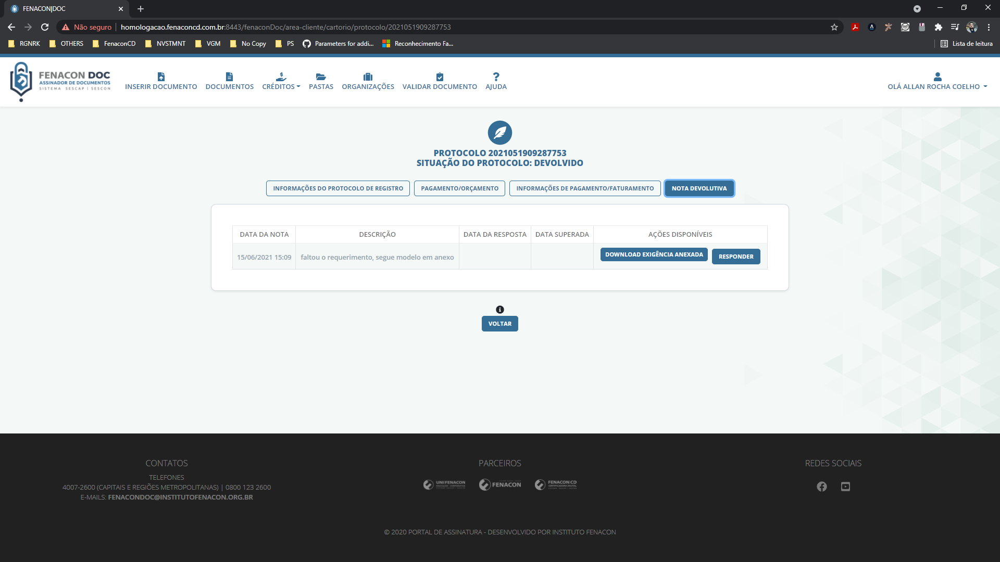 FENACON|DOC
Não seguro
homologacao.fenaconcd.com.br:8443/fenaconDoc/area-cliente/cartorio/protocolo/2021051909287753
RGNRK
OTHERS
FenaconCD
NVSTMNT
VGM
No Copy
PS
Parameters for addi...
Reconhecimento Fa...
Lista de leitura
FENACON DOC
ASSINADOR DE DOCUMENTOS
SISTEMA SESCAP | SESCON
INSERIR DOCUMENTO
DOCUMENTOS
CRÉDITOS
PASTAS
ORGANIZAÇÕES
VALIDAR DOCUMENTO
AJUDA
OLÁ ALLAN ROCHA COELHO
PROTOCOLO 2021051909287753
SITUAÇÃO DO PROTOCOLO: DEVOLVIDO
INFORMAÇÕES DO PROTOCOLO DE REGISTRO
PAGAMENTO/ORÇAMENTO
INFORMAÇÕES DE PAGAMENTO/FATURAMENTO
NOTA DEVOLUTIVA
DATA DA NOTA
DESCRIÇÃO
DATA DA RESPOSTA
DATA SUPERADA
AÇÕES DISPONÍVEIS
15/06/2021 15:09
faltou o requerimento, segue modelo em anexo
DOWNLOAD EXIGÊNCIA ANEXADA
RESPONDER
VOLTAR
CONTATOS
TELEFONES
4007-2600 (CAPITAIS E REGIÕES METROPOLITANAS) | 0800 123 2600
E-MAILS: FENACONDOC@INSTITUTOFENACON.ORG.BR
PARCEIROS
UNIFENACON
FENACON
FENACON CD
REDES SOCIAIS
© 2020 PORTAL DE ASSINATURA - DESENVOLVIDO POR INSTITUTO FENACON